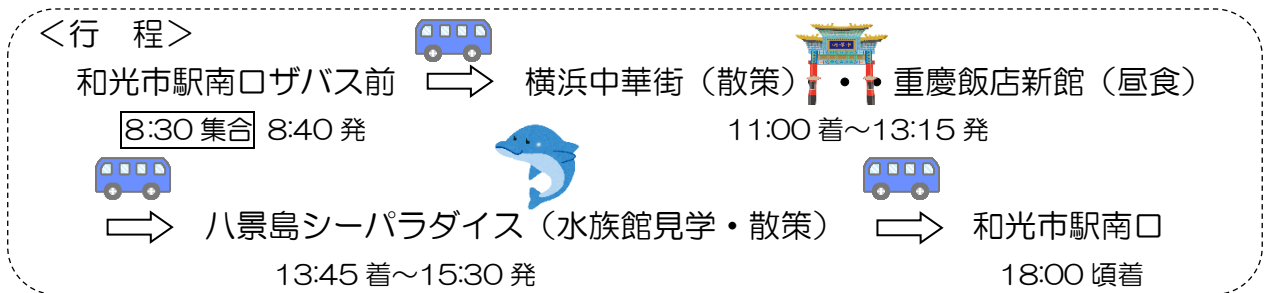 ＜行　程＞
和光市駅南口ザバス前　⇨　横浜中華街（散策）・・重慶飯店新館（昼食）
8:30 集合 8:40 発　11:00 着～13:15 発
⇨　八景島シーパラダイス（水族館見学・散策）　⇨　和光市駅南口
13:45 着～15:30 発　18:00 頃着